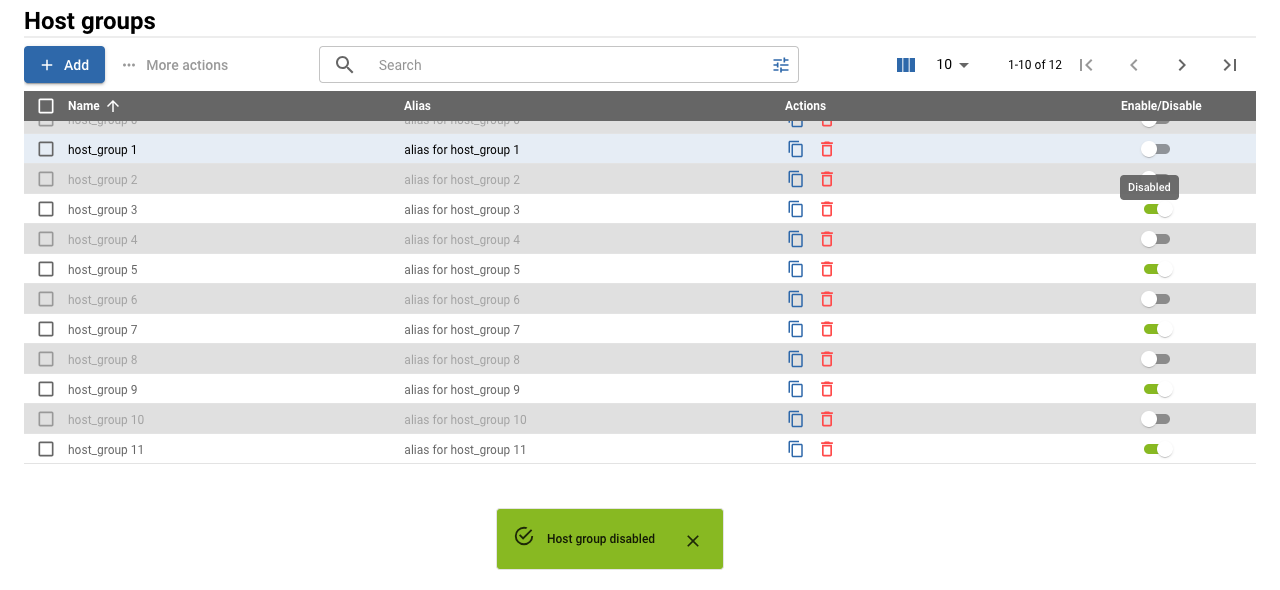 Host groups
Add
More actions
Search
10
1-10 of 12
Name Alias Actions Enable/Disable
host_group 0 alias for host_group 0
host_group 1 alias for host_group 1
host_group 2 alias for host_group 2
Disabled
host_group 3 alias for host_group 3
host_group 4 alias for host_group 4
host_group 5 alias for host_group 5
host_group 6 alias for host_group 6
host_group 7 alias for host_group 7
host_group 8 alias for host_group 8
host_group 9 alias for host_group 9
host_group 10 alias for host_group 10
host_group 11 alias for host_group 11
Host group disabled